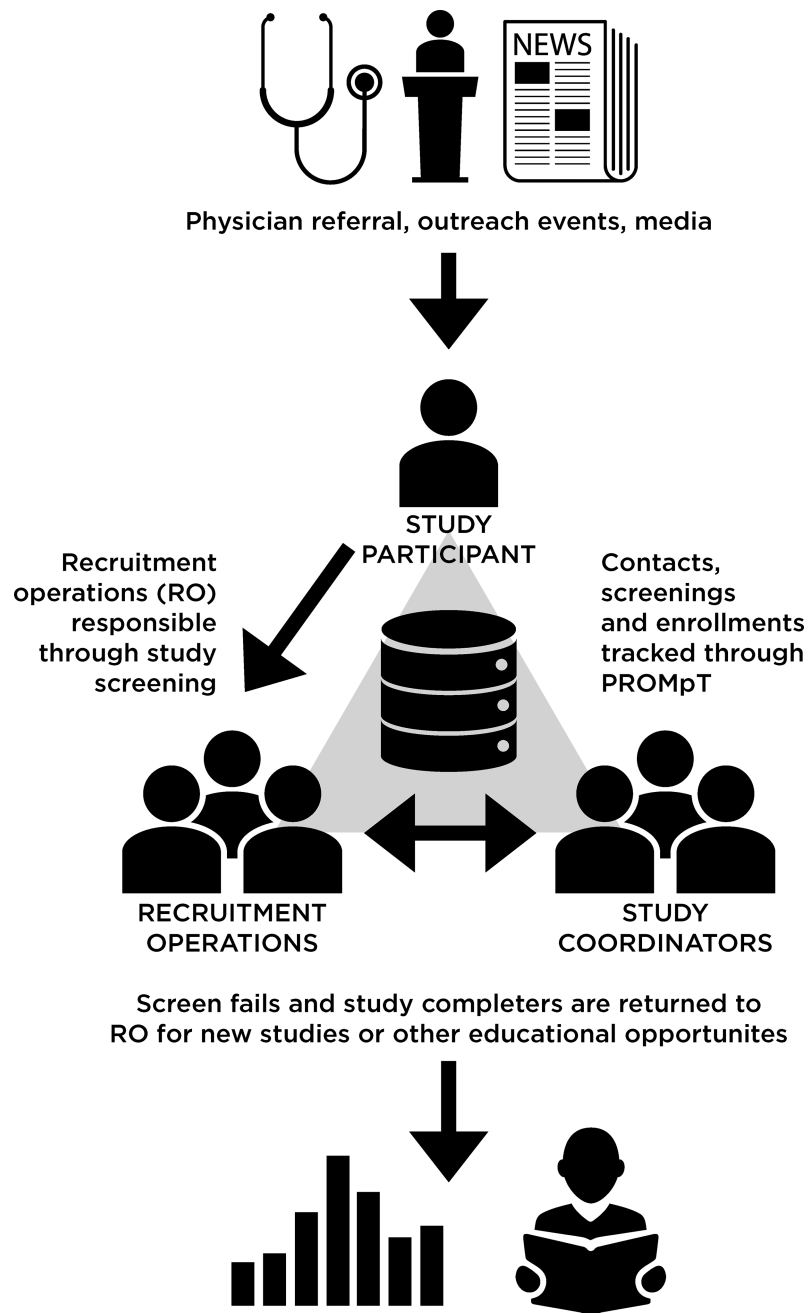 NEWS
Physician referral, outreach events, media
STUDY
PARTICIPANT
Recruitment
operations (RO)
responsible
through study
screening
Contacts,
screenings
and enrollments
tracked through
PROMpT
RECRUITMENT
OPERATIONS
STUDY
COORDINATORS
Screen fails and study completers are returned to
RO for new studies or other educational opportunites